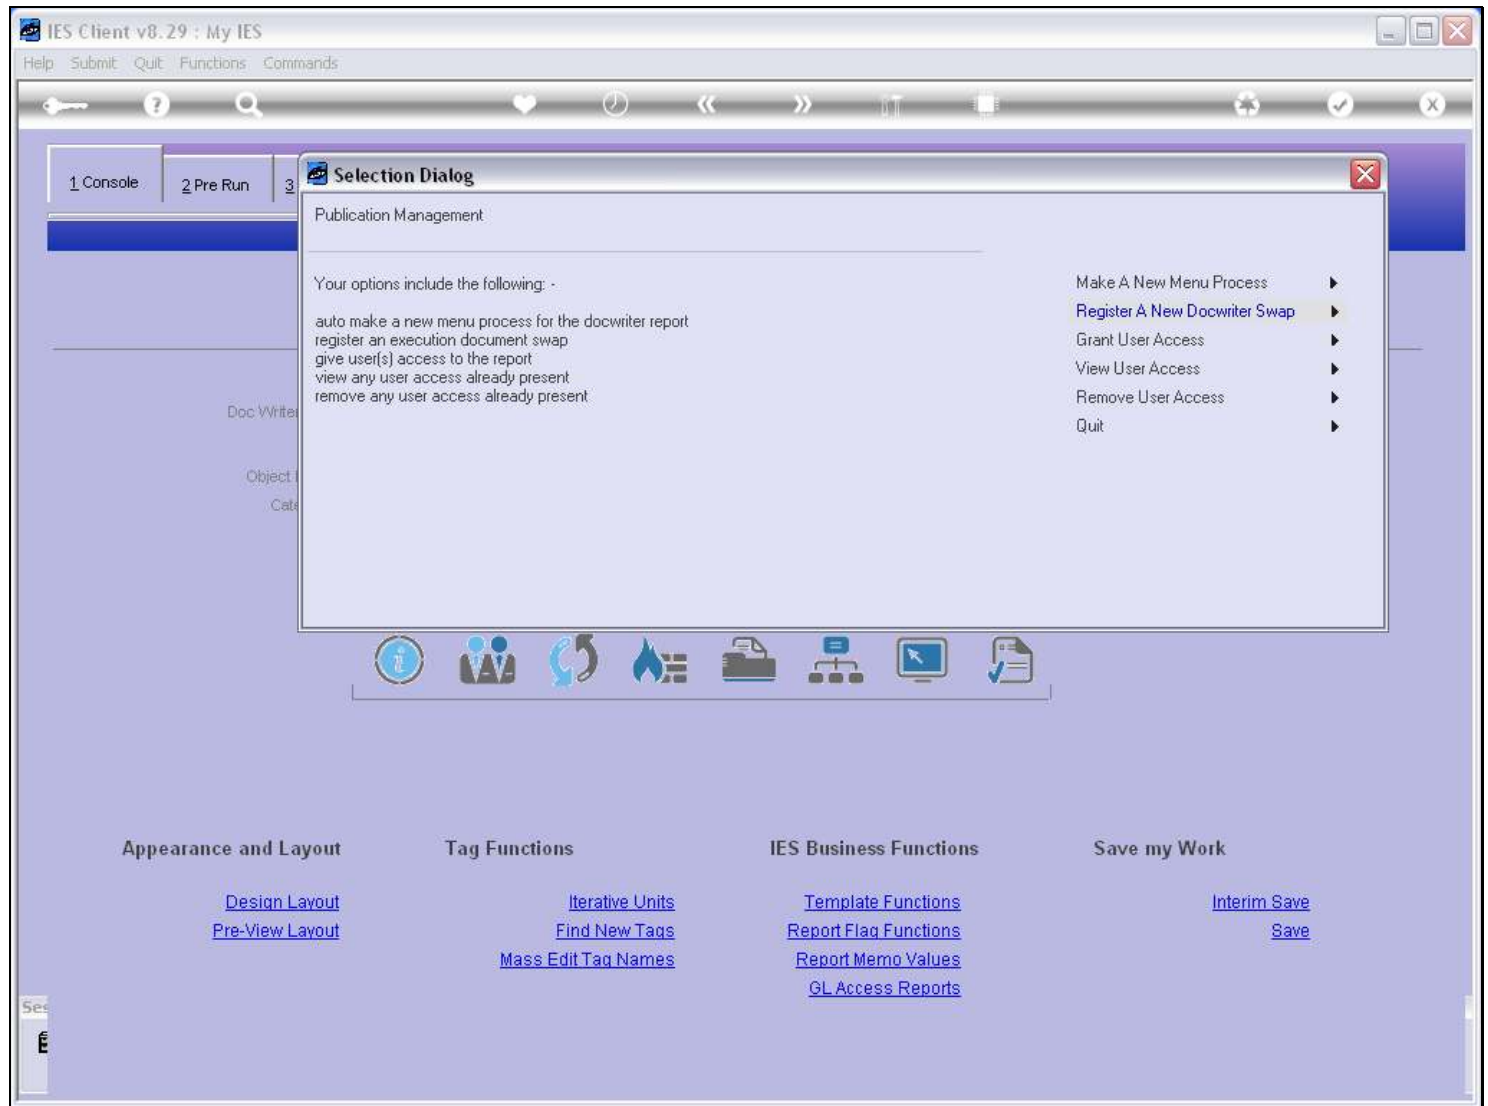 IES Client v8.29 : My IES
Help Submit Quit Functions Commands
1 Console
2 Pre Run
3
Selection Dialog
Publication Management
Your options include the following: -
auto make a new menu process for the docwriter report
register an execution document swap
give user(s) access to the report
view any user access already present
remove any user access already present
Make A New Menu Process
Register A New Docwriter Swap
Grant User Access
View User Access
Remove User Access
Quit
Doc Writer
Object
Cate
Appearance and Layout
Design Layout
Pre-View Layout
Tag Functions
Iterative Units
Find New Tags
Mass Edit Tag Names
IES Business Functions
Template Functions
Report Flag Functions
Report Memo Values
GL Access Reports
Save my Work
Interim Save
Save
Ses